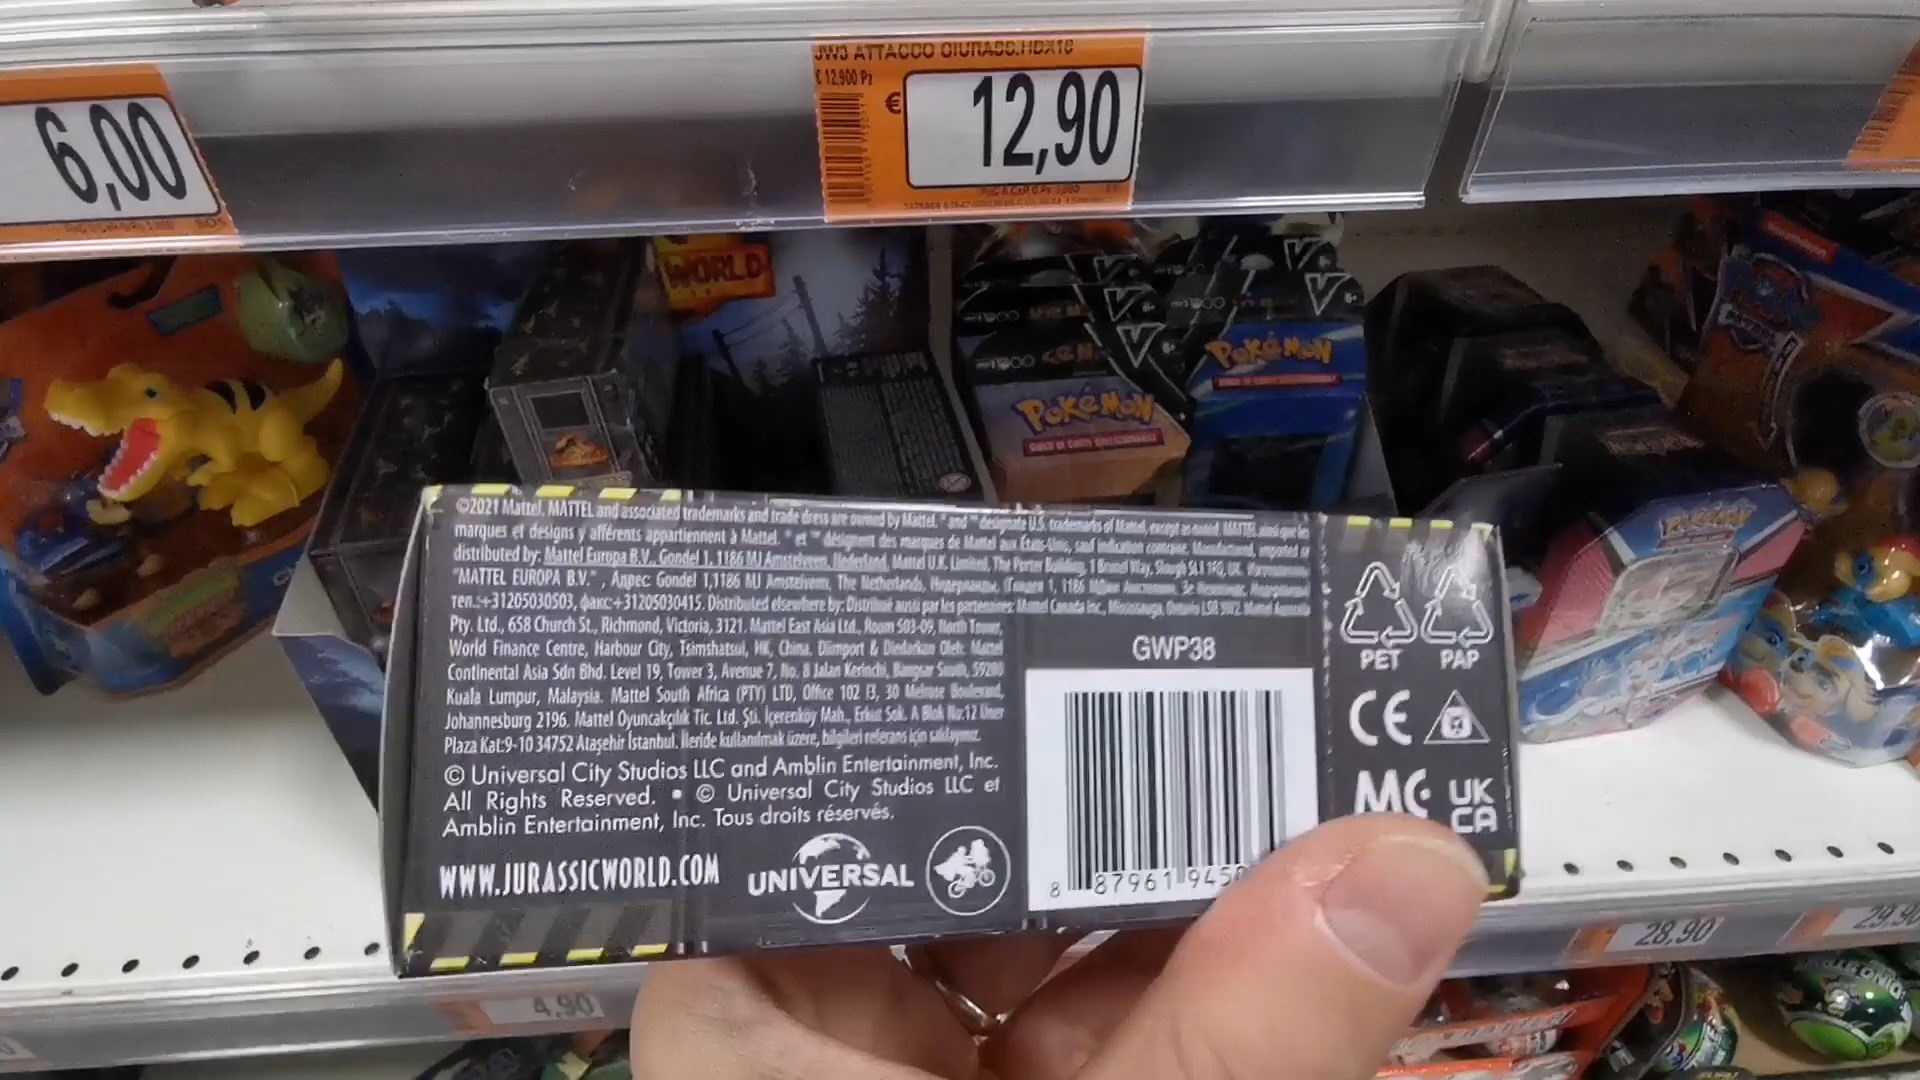 6,00
JW3 ATTACCO GIURASS.HDX16
€ 12,900 Pz
€ 12,90
WORLD
Pokémon
Pokémon
©2021 Mattel. MATTEL and associated trademarks and trade dress are owned by Mattel. ® and ™ designate U.S. trademarks of Mattel, except as noted. MATTEL ainsi que les
marques et designs y afférents appartiennent à Mattel. ® et ™ désignent des marques de Mattel aux États-Unis, sauf indication contraire. Manufactured, imported or
distributed by: Mattel Europa B.V., Gondel 1, 1186 MJ Amstelveen, Nederland. Mattel U.K. Limited, The Porter Building, 1 Brunel Way, Slough SL1 1FQ, UK.
"MATTEL EUROPA B.V.", Адрес Gondel 1,1186 MJ Amstelveen, The Netherlands, Нидерланды.
тел.:+31205030503, факс:+31205030415. Distributed elsewhere by: Distribué aussi par les partenaires: Mattel Canada Inc., Mississauga, Ontario L5R 3W2. Mattel Australia
Pty. Ltd., 658 Church St., Richmond, Victoria, 3121. Mattel East Asia Ltd., Room 503-09, North Tower,
World Finance Centre, Harbour City, Tsimshatsui, HK, China. Diimport & Diedarkan Oleh: Mattel
Continental Asia Sdn Bhd. Level 19, Tower 3, Avenue 7, No. 8 Jalan Kerinchi, Bangsar South, 59200
Kuala Lumpur, Malaysia. Mattel South Africa (PTY) LTD, Office 102 I3, 30 Melrose Boulevard,
Johannesburg 2196. Mattel Oyuncakçılık Tic. Ltd. Şti. İçerenköy Mah., Erkut Sok. A Blok No:12 Üner
Plaza Kat:9-10 34752 Ataşehir İstanbul. İleride kullanılmak üzere, bilgileri referans için saklayınız.
© Universal City Studios LLC and Amblin Entertainment, Inc.
All Rights Reserved. • © Universal City Studios LLC et
Amblin Entertainment, Inc. Tous droits réservés.
WWW.JURASSICWORLD.COM
UNIVERSAL
GWP38
8 87961 9450
PET PAP
CE
UK
CA
4,90
28,90
29,90